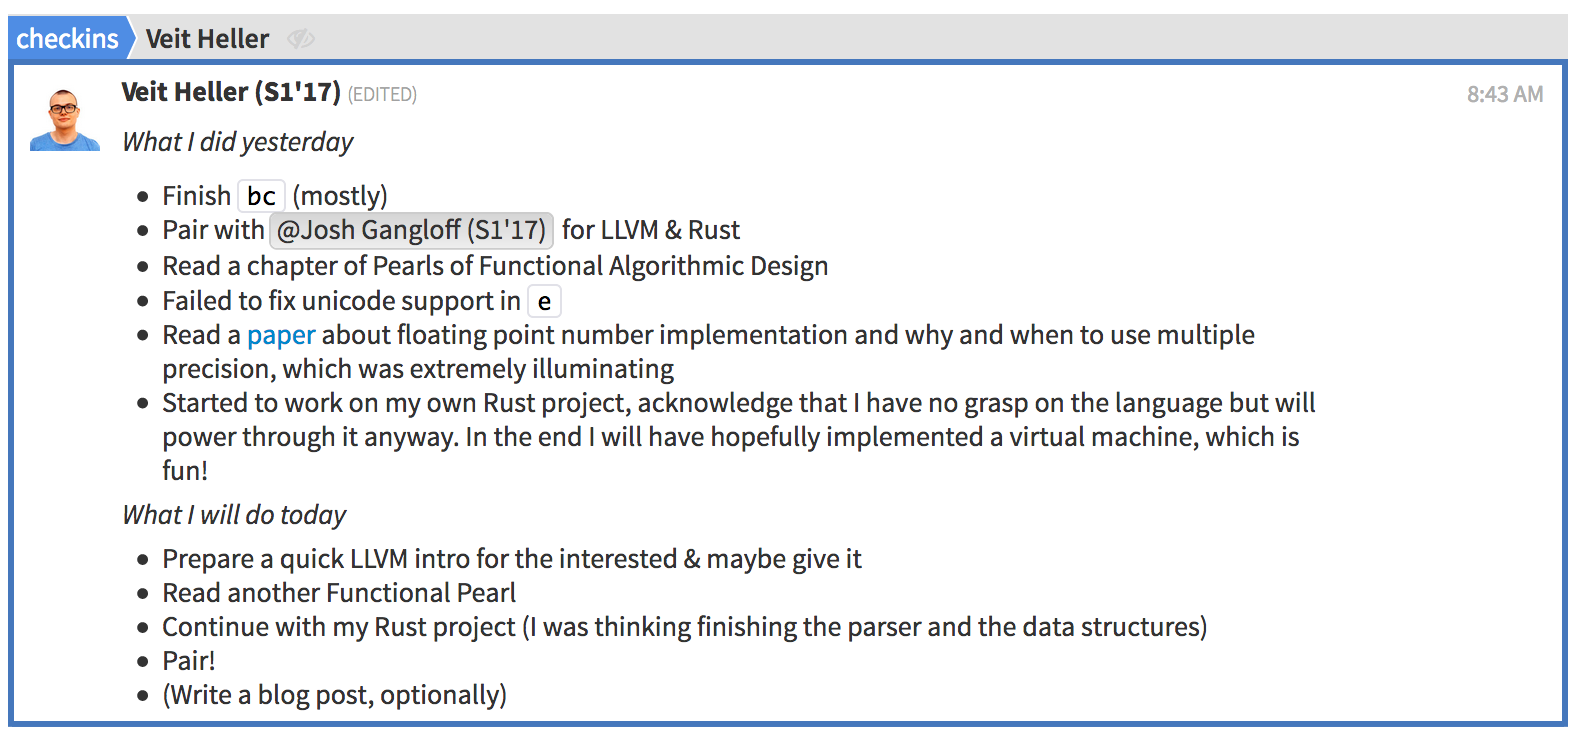 checkins Veit Heller
Veit Heller (S1'17) (EDITED) 8:43 AM
What I did yesterday
Finish bc (mostly)
Pair with @Josh Gangloff (S1'17) for LLVM & Rust
Read a chapter of Pearls of Functional Algorithmic Design
Failed to fix unicode support in e
Read a paper about floating point number implementation and why and when to use multiple
precision, which was extremely illuminating
Started to work on my own Rust project, acknowledge that I have no grasp on the language but will
power through it anyway. In the end I will have hopefully implemented a virtual machine, which is
fun!
What I will do today
Prepare a quick LLVM intro for the interested & maybe give it
Read another Functional Pearl
Continue with my Rust project (I was thinking finishing the parser and the data structures)
Pair!
(Write a blog post, optionally)